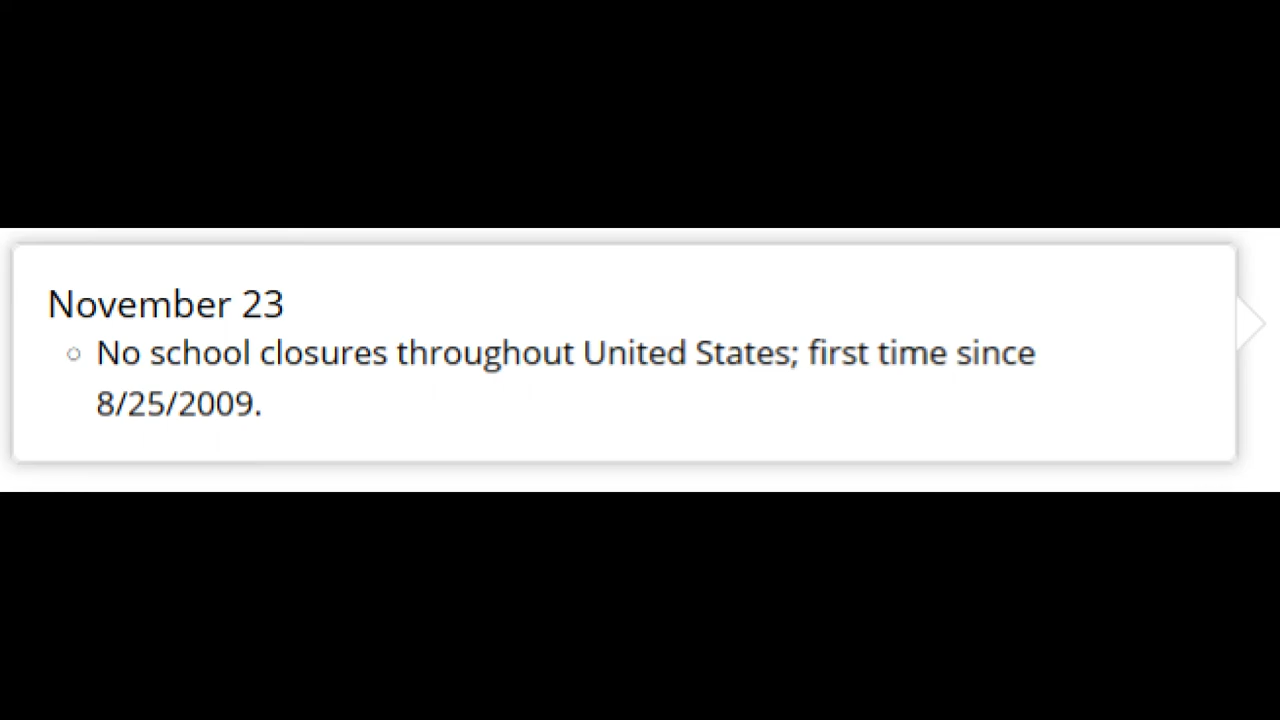 November 23
No school closures throughout United States; first time since
8/25/2009.